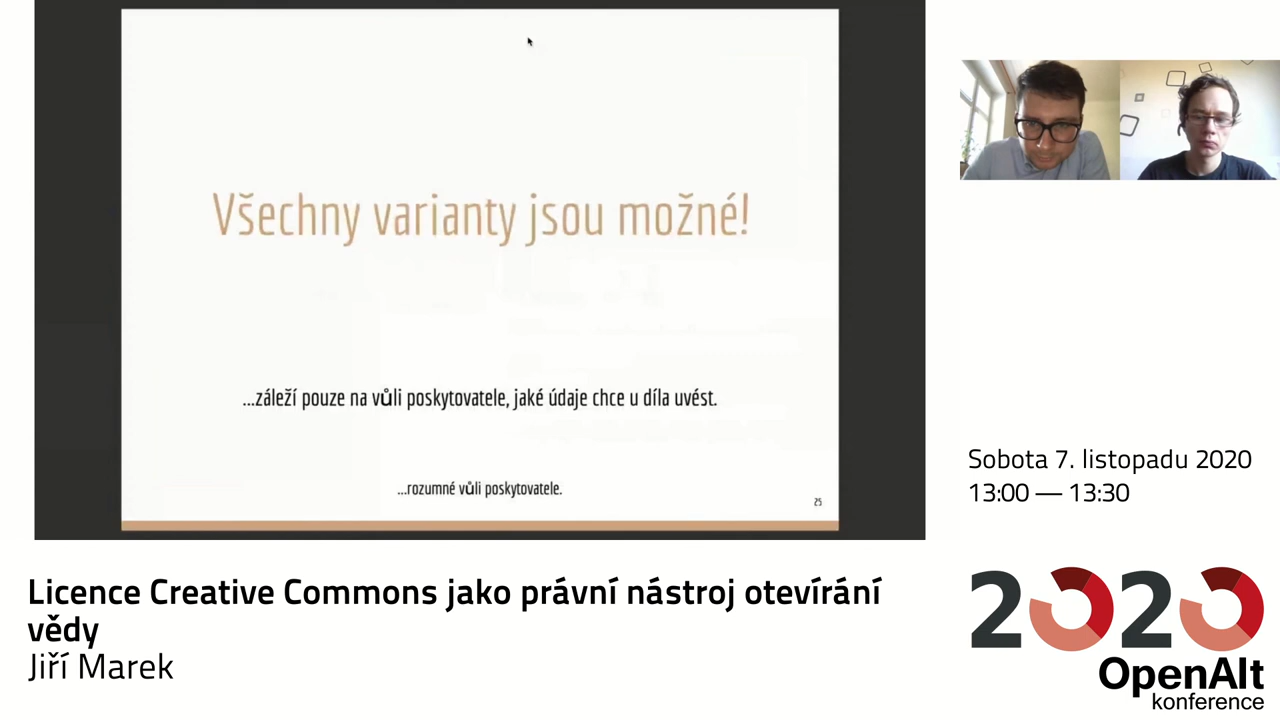 Všechny varianty jsou možné!
...záleží pouze na vůli poskytovatele, jaké údaje chce u díla uvést.
...rozumné vůli poskytovatele.
25
Sobota 7. listopadu 2020
13:00 — 13:30
Licence Creative Commons jako právní nástroj otevírání
vědy
Jiří Marek
2020
OpenAlt
konference